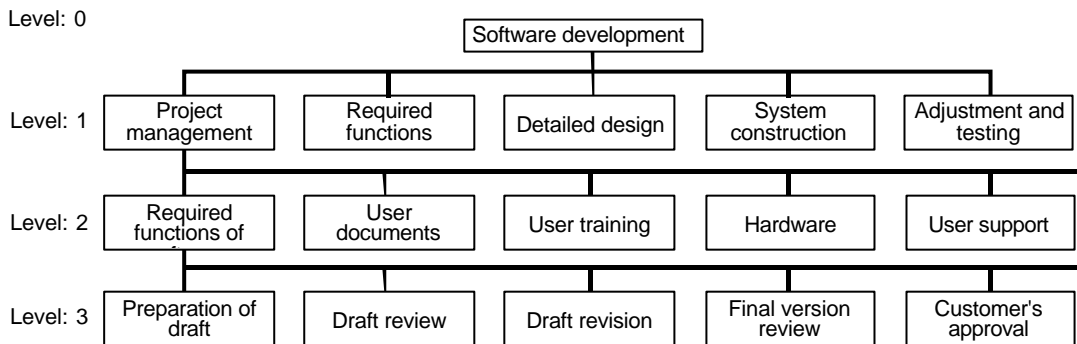 Level: 0
Software development
Level: 1
Project
management
Required
functions
Detailed design
System
construction
Adjustment and
testing
Level: 2
Required
functions of
User
documents
User training
Hardware
User support
Level: 3
Preparation of
draft
Draft review
Draft revision
Final version
review
Customer's
approval